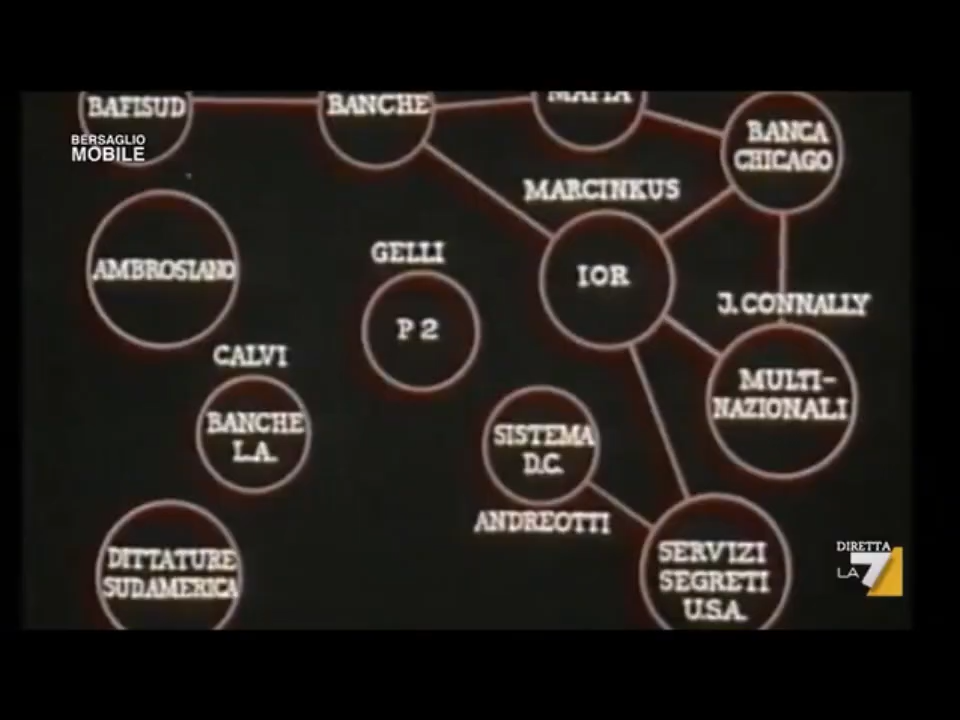 BAFISUD
BANCHE
MAFIA
BANCA
CHICAGO
BERSAGLIO
MOBILE
MARCINKUS
AMBROSIANO
GELLI
IOR
P 2
J. CONNALLY
CALVI
MULTI-
NAZIONALI
BANCHE
L.A.
SISTEMA
D.C.
ANDREOTTI
DITTATURE
SUDAMERICA
SERVIZI
SEGRETI
U.S.A.
DIRETTA
LA7